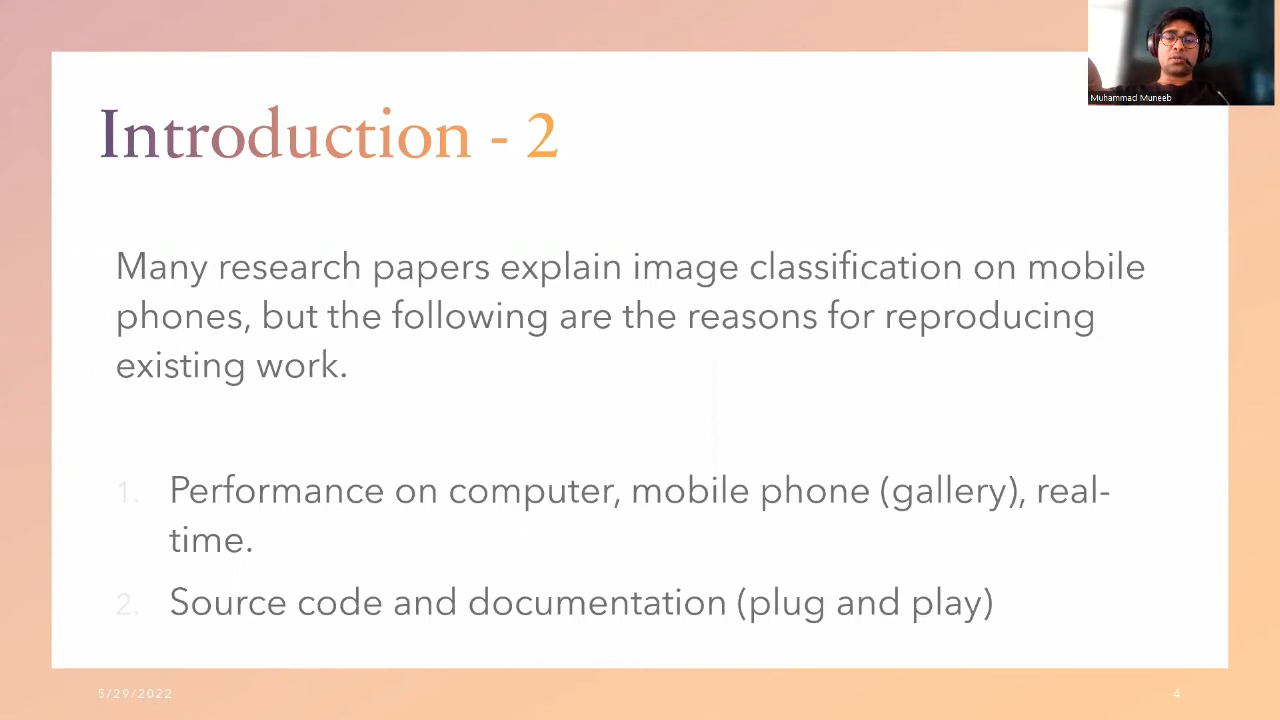 Muhammad Muneeb
Introduction - 2
Many research papers explain image classification on mobile
phones, but the following are the reasons for reproducing
existing work.
1. Performance on computer, mobile phone (gallery), real-
time.
2. Source code and documentation (plug and play)
5/29/2022
4